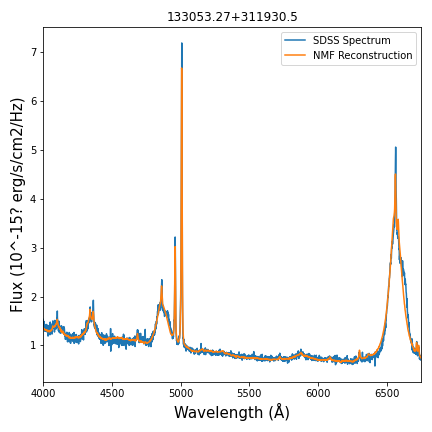 133053.27+311930.5
SDSS Spectrum
NMF Reconstruction
Flux (10^-15? erg/s/cm2/Hz)
7
6
5
4
3
2
1
4000 4500 5000 5500 6000 6500
Wavelength (Å)